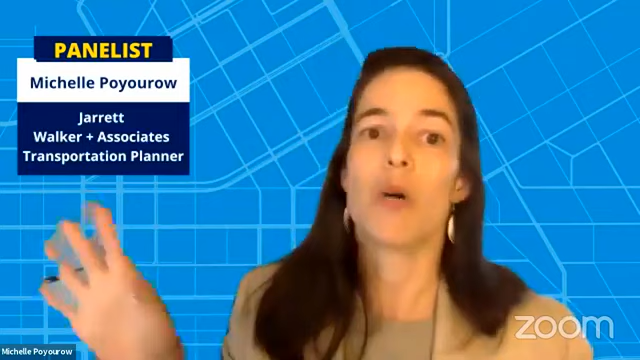 PANELIST
Michelle Poyourow
Jarrett
Walker + Associates
Transportation Planner
Michelle Poyourow
zoom